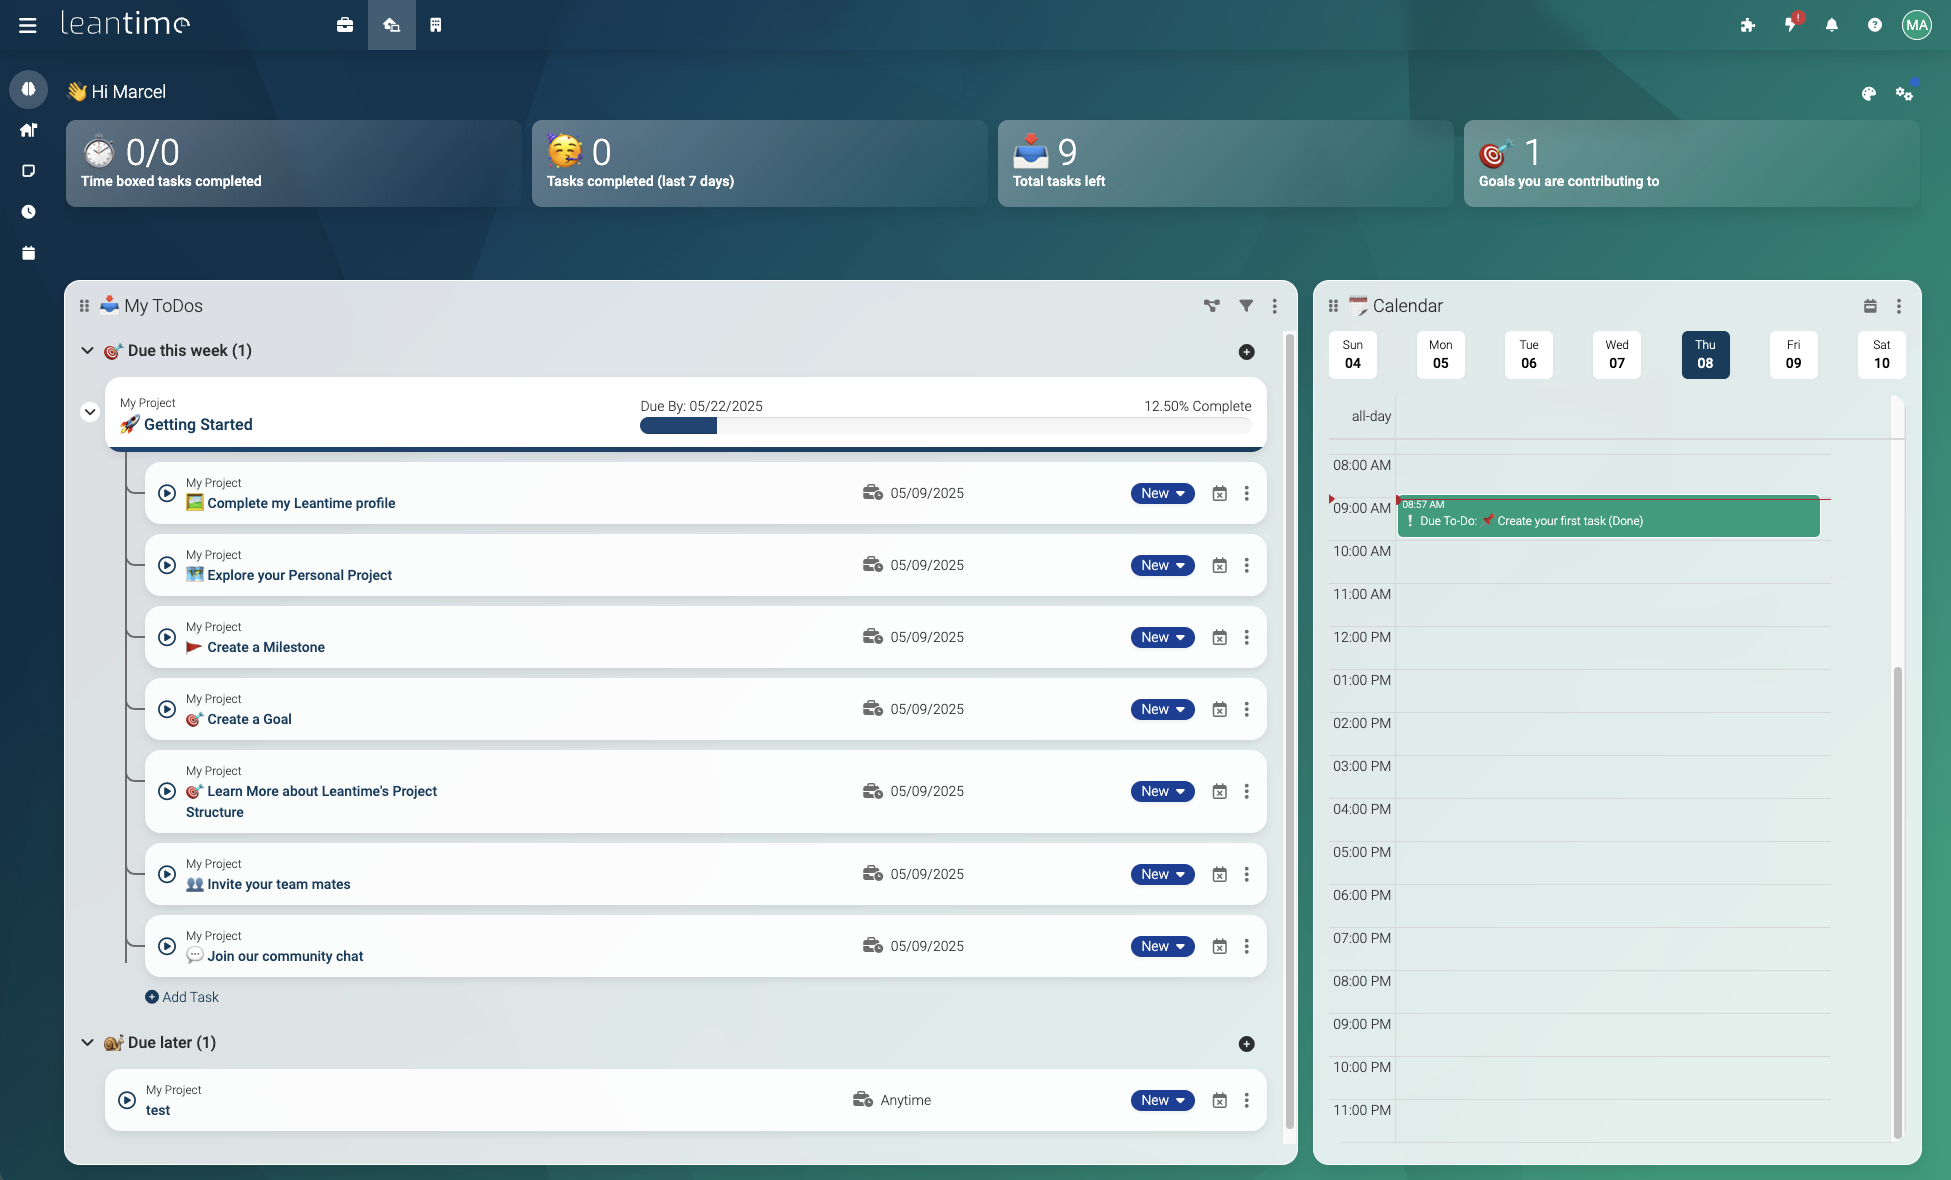 leantime
!
MA
Hi Marcel
0/0
Time boxed tasks completed
0
Tasks completed (last 7 days)
9
Total tasks left
1
Goals you are contributing to
My ToDos
Due this week (1)
My Project
Getting Started
Due By: 05/22/2025
12.50% Complete
My Project
Complete my Leantime profile
05/09/2025
New
My Project
Explore your Personal Project
05/09/2025
New
My Project
Create a Milestone
05/09/2025
New
My Project
Create a Goal
05/09/2025
New
My Project
Learn More about Leantime's Project
Structure
05/09/2025
New
My Project
Invite your team mates
05/09/2025
New
My Project
Join our community chat
05/09/2025
New
Add Task
Due later (1)
My Project
test
Anytime
New
Calendar
Sun
04
Mon
05
Tue
06
Wed
07
Thu
08
Fri
09
Sat
10
all-day
08:00 AM
09:00 AM
08:57 AM
! Due To-Do: 📌 Create your first task (Done)
10:00 AM
11:00 AM
12:00 PM
01:00 PM
02:00 PM
03:00 PM
04:00 PM
05:00 PM
06:00 PM
07:00 PM
08:00 PM
09:00 PM
10:00 PM
11:00 PM